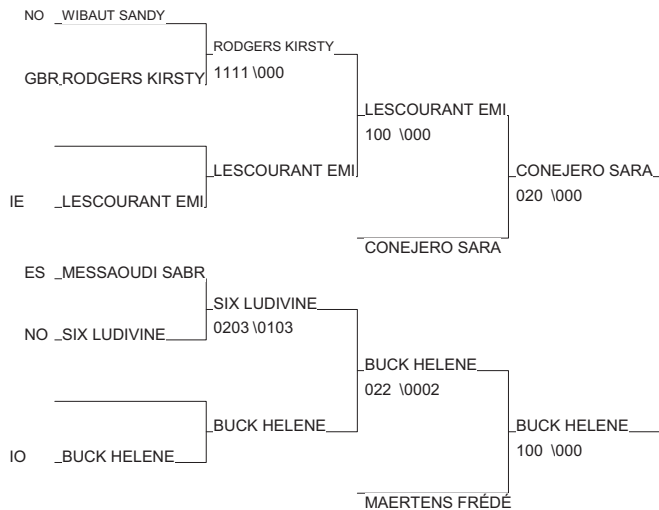 NO WIBAUT SANDY
RODGERS KIRSTY
GBR RODGERS KIRSTY
1111 \000
LESCOURANT EMI
100 \000
LESCOURANT EMI
CONEJERO SARA
020 \000
IE LESCOURANT EMI
CONEJERO SARA
ES MESSAOUDI SABR
SIX LUDIVINE
0203 \0103
NO SIX LUDIVINE
BUCK HELENE
022 \0002
BUCK HELENE
BUCK HELENE
100 \000
IO BUCK HELENE
MAERTENS FRÉDÉ